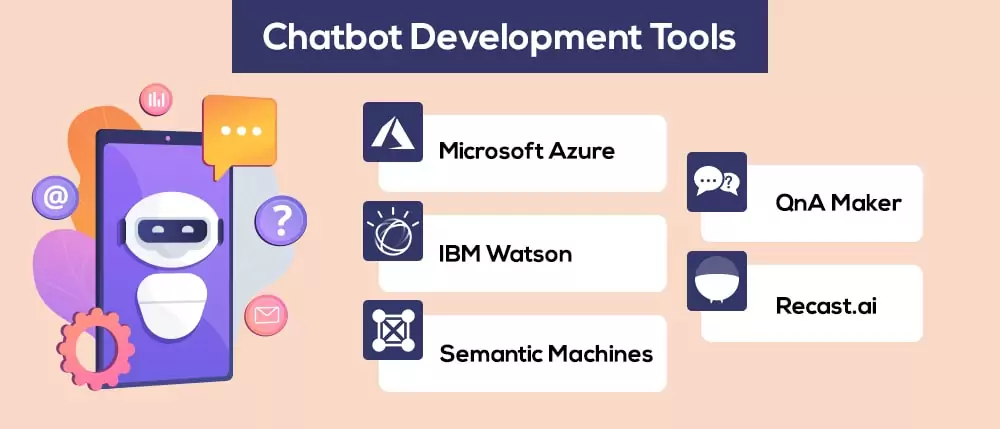 Chatbot Development Tools
Microsoft Azure
IBM Watson
Semantic Machines
QnA Maker
Recast.ai
@
?
?